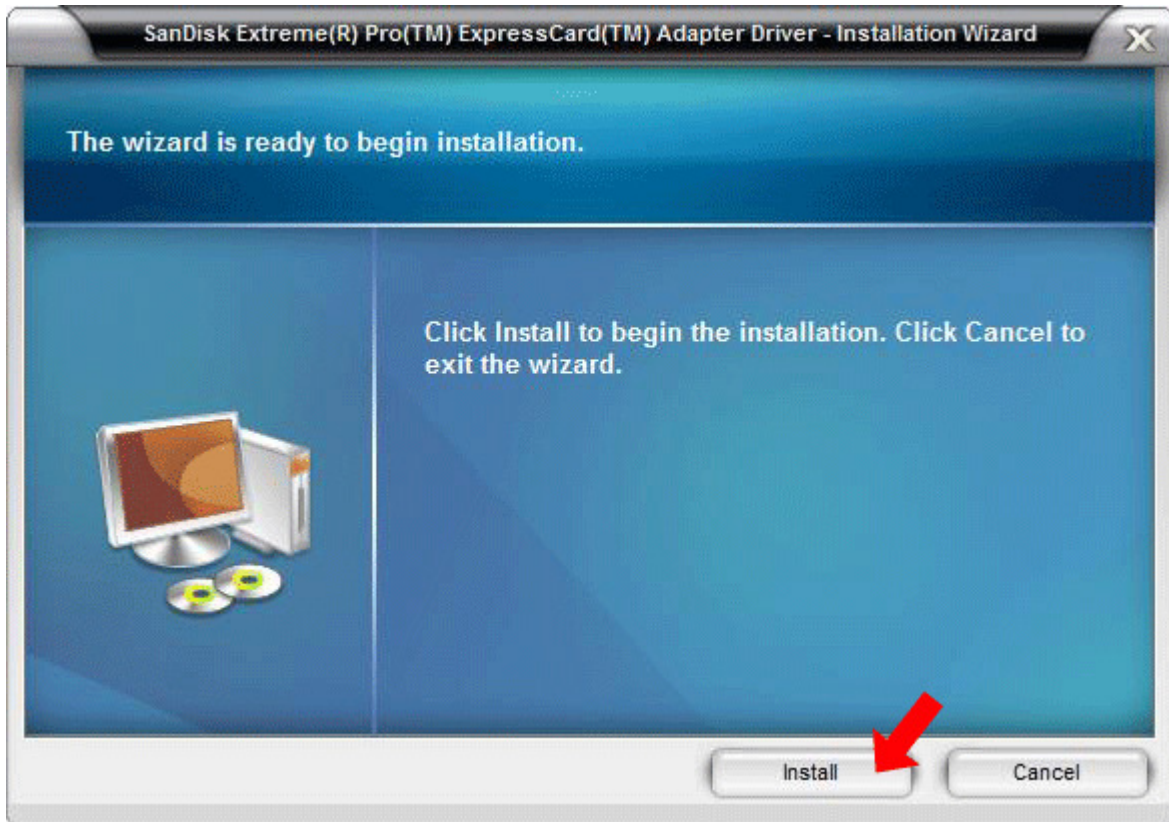 SanDisk Extreme(R) Pro(TM) ExpressCard(TM) Adapter Driver - Installation Wizard
The wizard is ready to begin installation.
Click Install to begin the installation. Click Cancel to
exit the wizard.
Install
Cancel